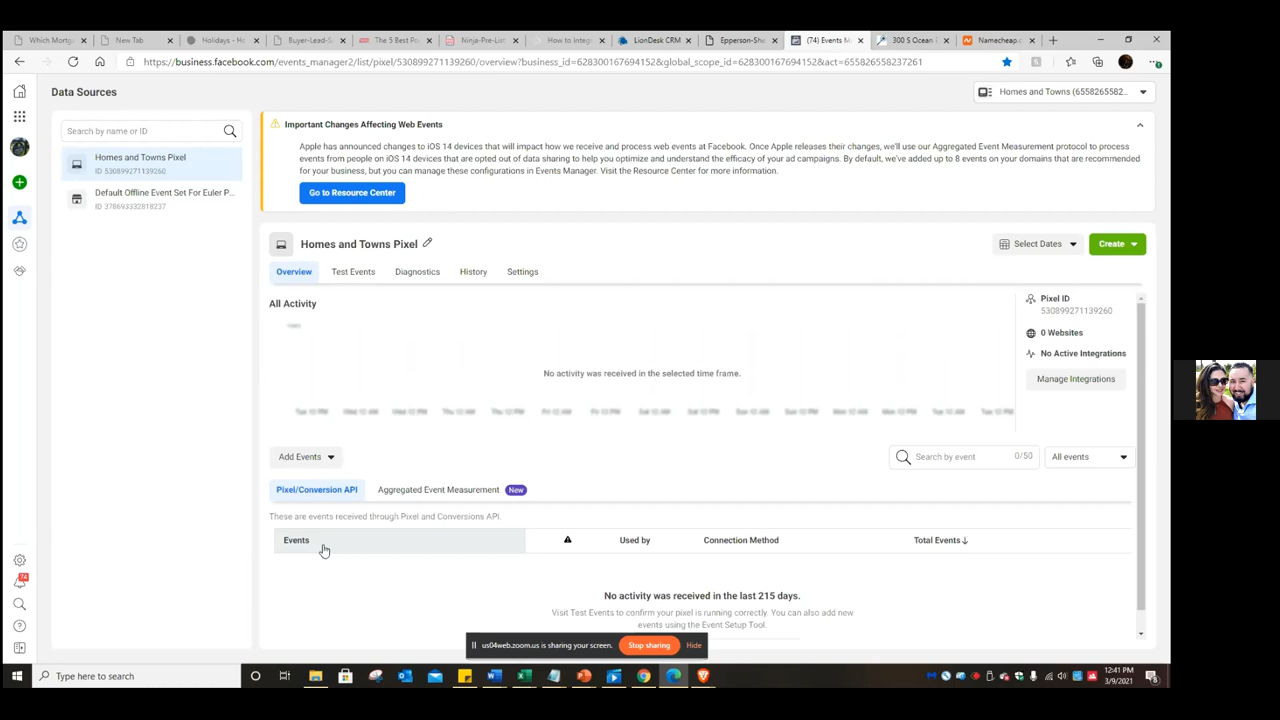 Which Mortg
New Tab
Holidays - Ho
Buyer-Lead-S
The 5 Best Po
Ninja-Pre-List
How to Integ
LionDesk CRM
Epperson-She
(74) Events M
300 S Ocean
Namecheap.c
https://business.facebook.com/events_manager2/list/pixel/530899271139260/overview?business_id=628300167694152&global_scope_id=628300167694152&act=655826558237261
Data Sources
Homes and Towns (6558265582...
Search by name or ID
Homes and Towns Pixel
ID 530899271139260
Default Offline Event Set For Euler P...
ID 378693332818237
Important Changes Affecting Web Events
Apple has announced changes to iOS 14 devices that will impact how we receive and process web events at Facebook. Once Apple releases their changes, we'll use our Aggregated Event Measurement protocol to process
events from people on iOS 14 devices that are opted out of data sharing to help you optimize and understand the efficacy of your ad campaigns. By default, we've added up to 8 events on your domains that are recommended
for your business, but you can manage these configurations in Events Manager. Visit the Resource Center for more information.
Go to Resource Center
Homes and Towns Pixel
Select Dates
Create
Overview
Test Events
Diagnostics
History
Settings
All Activity
No activity was received in the selected time frame.
Pixel ID
530899271139260
0 Websites
No Active Integrations
Manage Integrations
Add Events
Search by event
0/50
All events
Pixel/Conversion API
Aggregated Event Measurement
New
These are events received through Pixel and Conversions API.
Events
Used by
Connection Method
Total Events
No activity was received in the last 215 days.
Visit Test Events to confirm your pixel is running correctly. You can also add new
events using the Event Setup Tool.
us04web.zoom.us is sharing your screen.
Stop sharing
Hide
Type here to search
12:41 PM
3/9/2021